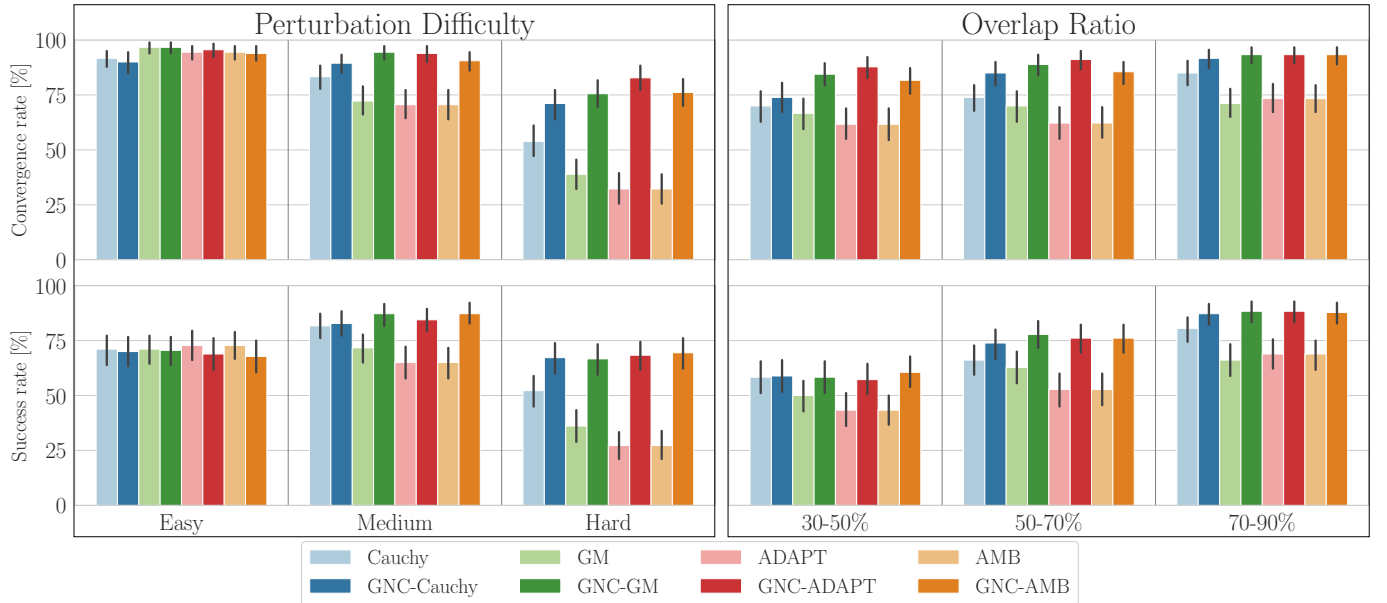 Perturbation Difficulty
Overlap Ratio
Convergence rate [%]
100
75
50
25
0
Success rate [%]
100
75
50
25
0
Easy
Medium
Hard
30-50%
50-70%
70-90%
Cauchy
GM
ADAPT
AMB
GNC-Cauchy
GNC-GM
GNC-ADAPT
GNC-AMB